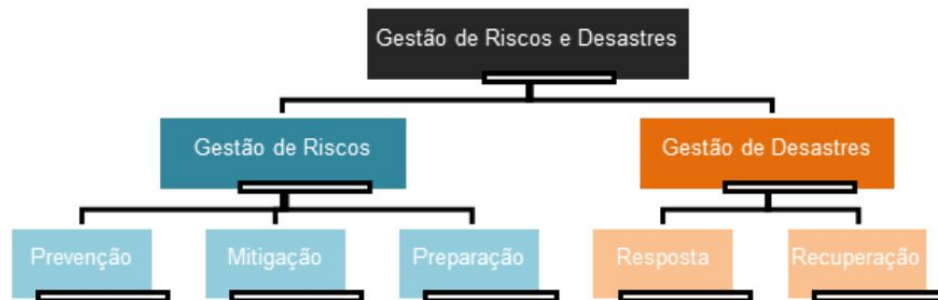 Gestão de Riscos e Desastres
Gestão de Riscos
Gestão de Desastres
Prevenção
Mitigação
Preparação
Resposta
Recuperação